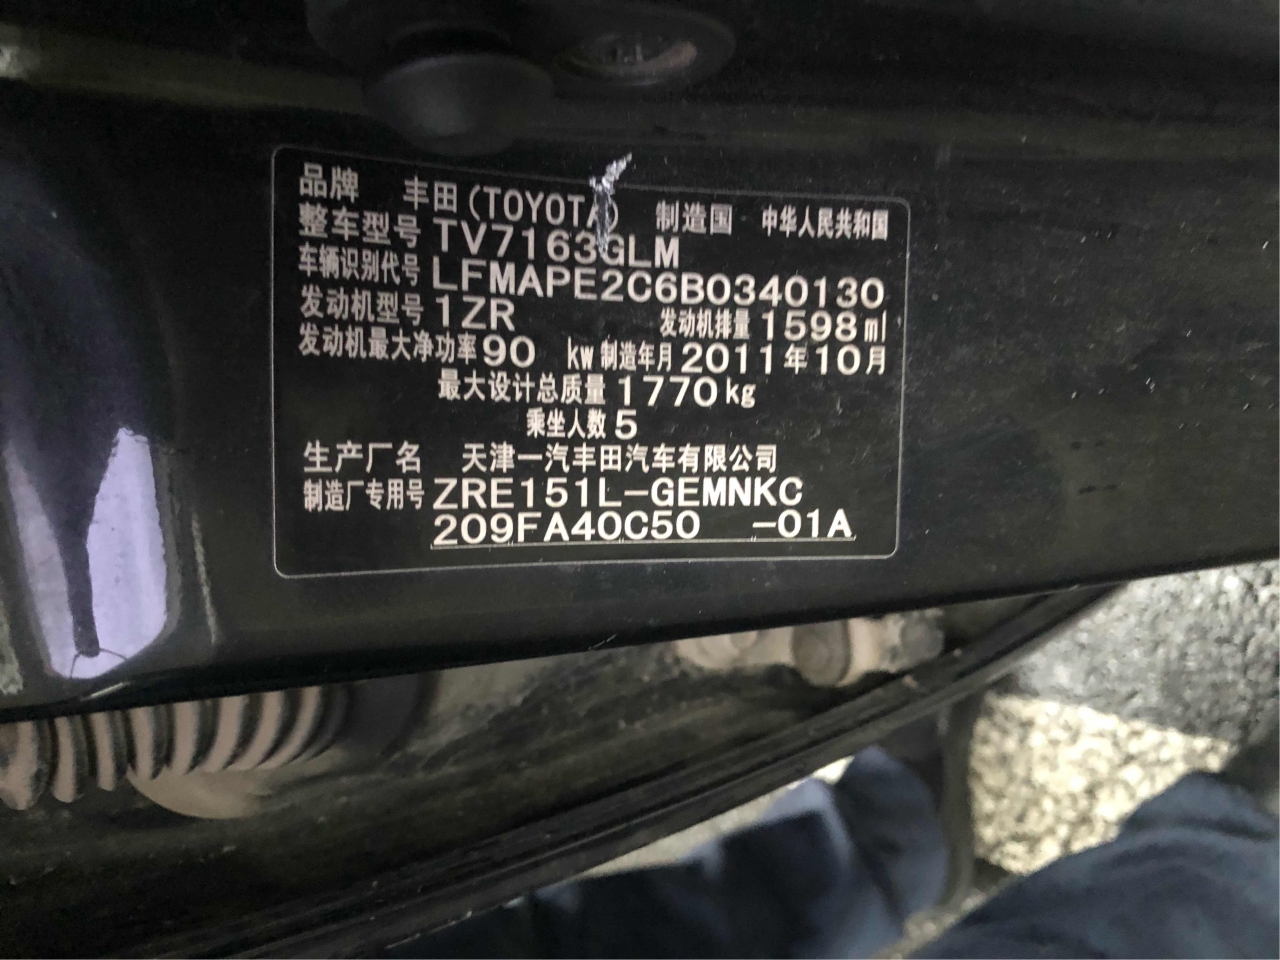 品牌 丰田(TOYOTA) 制造国 中华人民共和国
整车型号 TV7163GLM
车辆识别代号 LFMAPE2C6B0340130
发动机型号 1ZR 发动机排量 1598ml
发动机最大净功率 90 kw 制造年月 2011年10月
最大设计总质量 1770kg
乘坐人数 5
生产厂名 天津一汽丰田汽车有限公司
制造厂专用号 ZRE151L-GEMNKC
209FA40C50 -01A